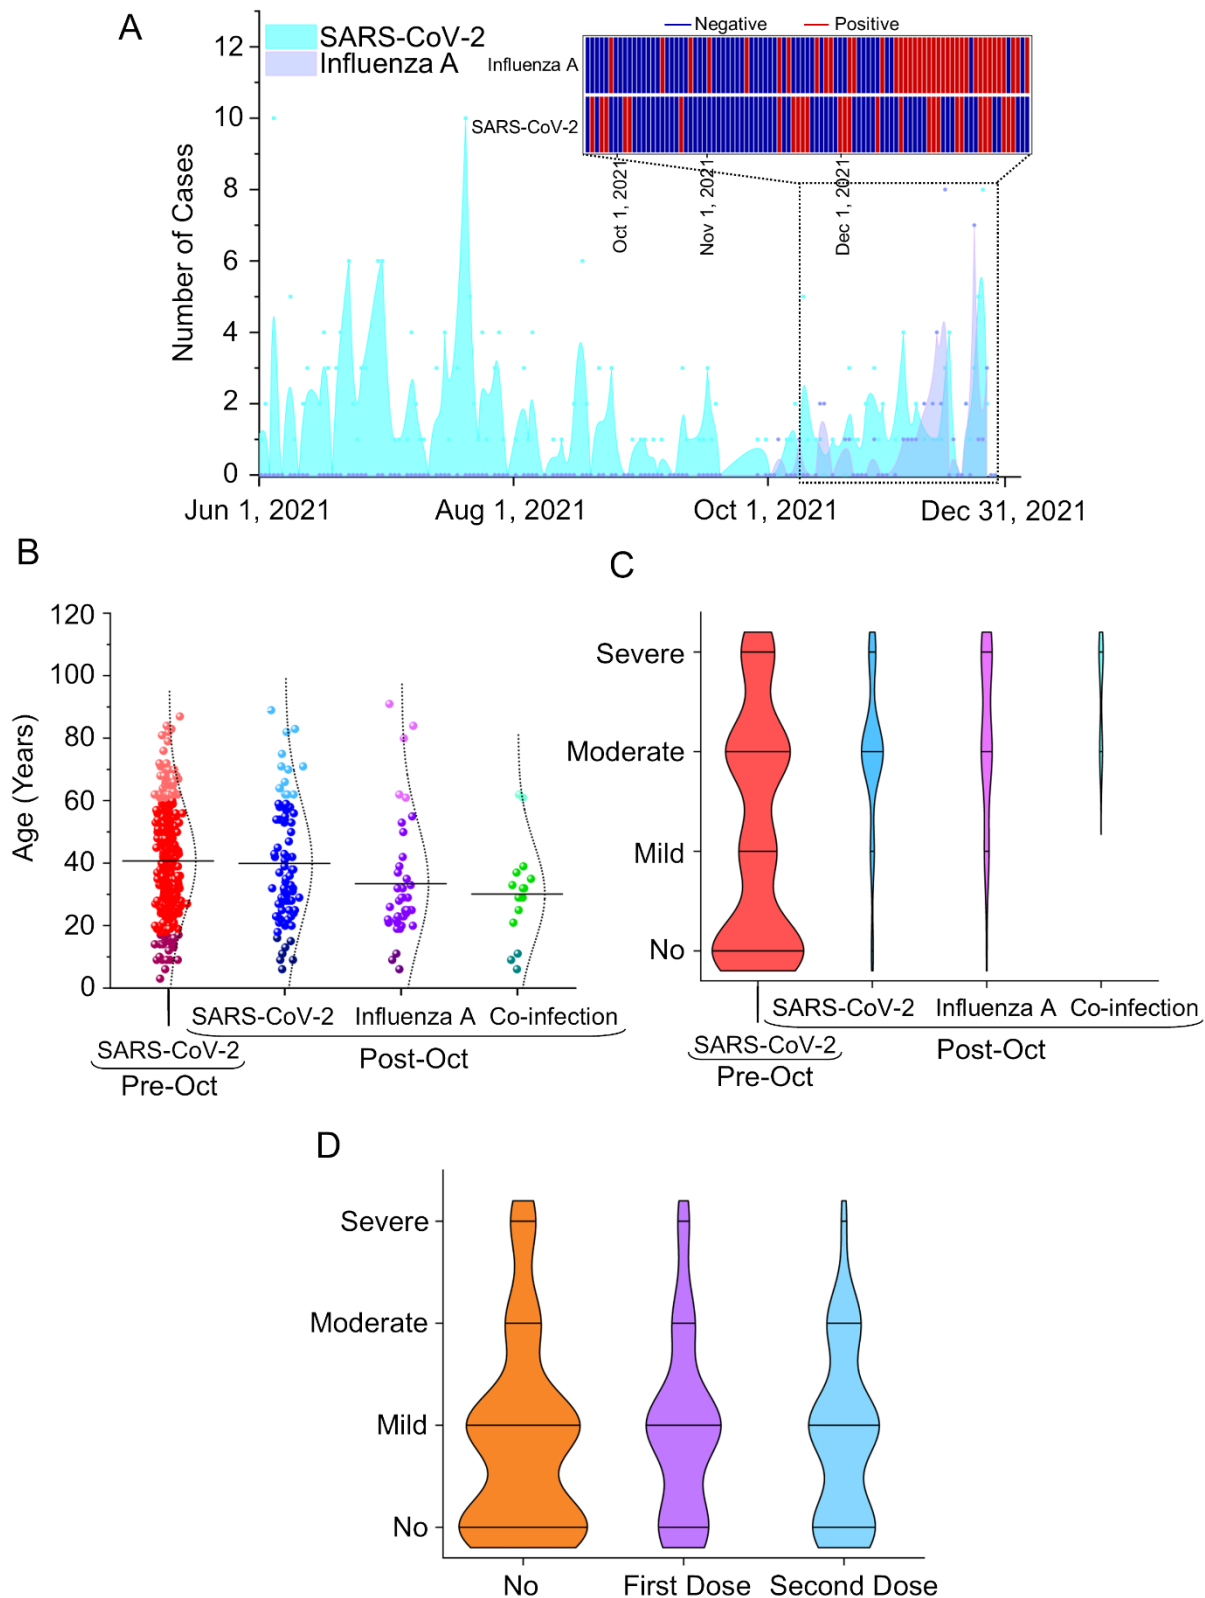 A
Negative
Positive
SARS-CoV-2
Influenza A
Influenza A
SARS-CoV-2
Oct 1, 2021
Nov 1, 2021
Dec 1, 2021
Number of Cases
12
10
8
6
4
2
0
Jun 1, 2021
Aug 1, 2021
Oct 1, 2021
Dec 31, 2021
B
Age (Years)
120
100
80
60
40
20
0
SARS-CoV-2
Influenza A
Co-infection
SARS-CoV-2
Post-Oct
Pre-Oct
C
Severe
Moderate
Mild
No
SARS-CoV-2
Influenza A
Co-infection
SARS-CoV-2
Post-Oct
Pre-Oct
D
Severe
Moderate
Mild
No
No
First Dose
Second Dose